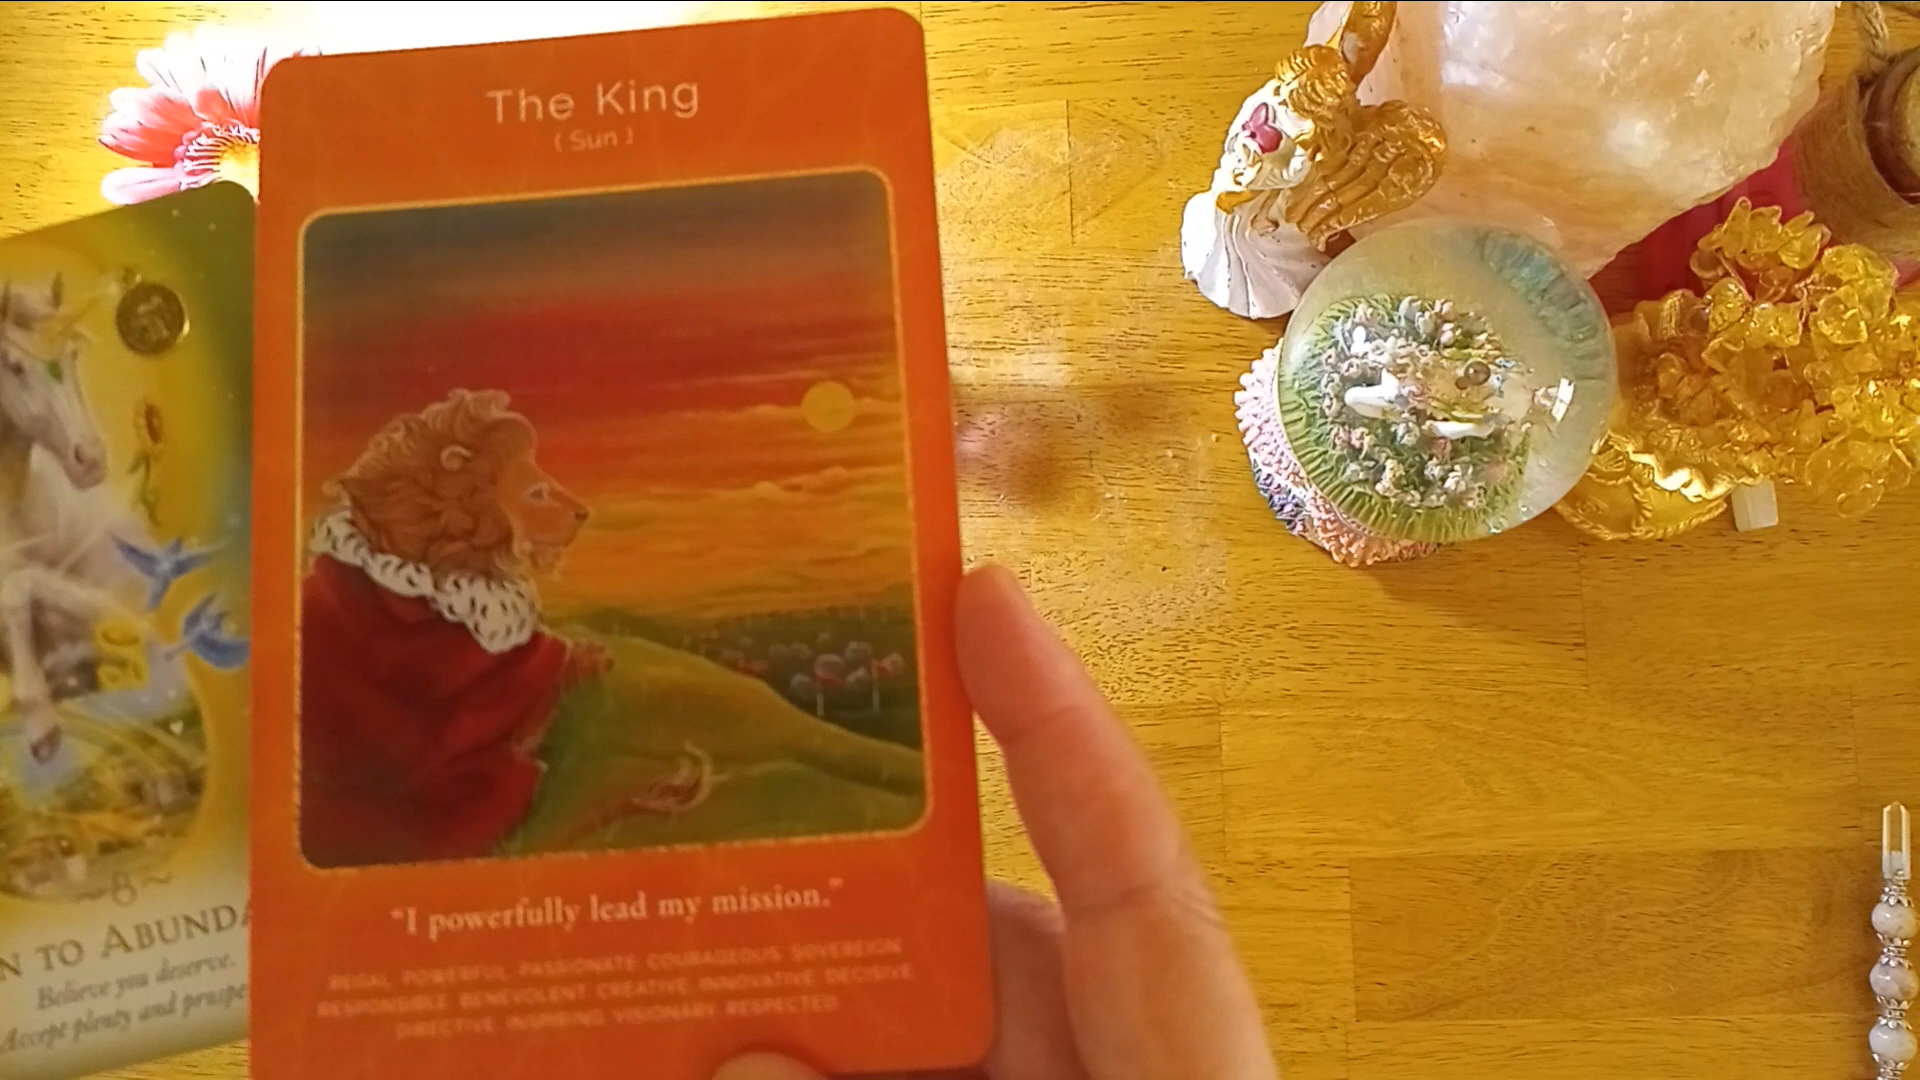 The King
( Sun )
"I powerfully lead my mission."
REGAL POWERFUL PASSIONATE COURAGEOUS SOVEREIGN
RESPONSIBLE BENEVOLENT CREATIVE INNOVATIVE DECISIVE
DIRECTIVE INSPIRING VISIONARY RESPECTED
N TO ABUNDA
Believe you deserve.
Accept plenty and prospe